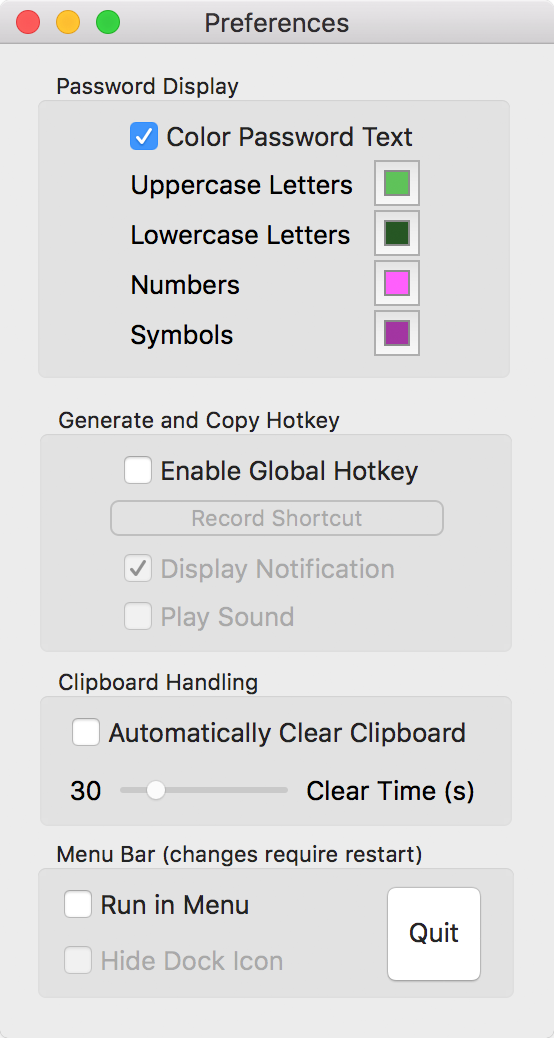 Preferences
Password Display
Color Password Text
Uppercase Letters
Lowercase Letters
Numbers
Symbols
Generate and Copy Hotkey
Enable Global Hotkey
Record Shortcut
Display Notification
Play Sound
Clipboard Handling
Automatically Clear Clipboard
30 Clear Time (s)
Menu Bar (changes require restart)
Run in Menu
Quit
Hide Dock Icon